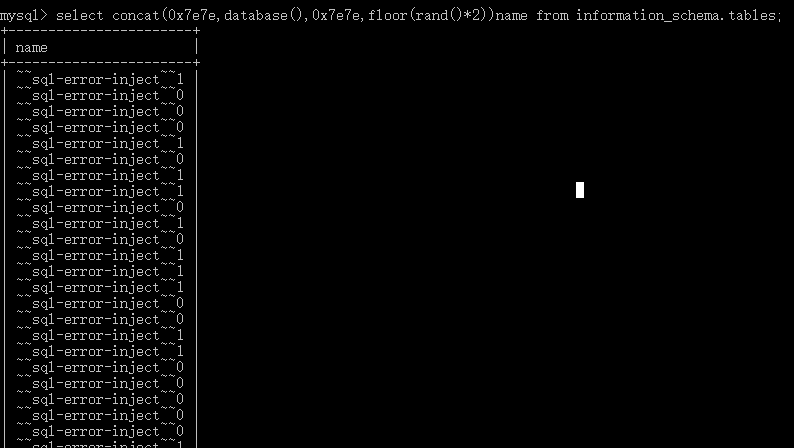 mysql> select concat(0x7e7e,database(),0x7e7e,floor(rand()*2))name from information_schema.tables;
+------------------------+
| name                   |
+------------------------+
| ~~sql-error-inject~~1 |
| ~~sql-error-inject~~0 |
| ~~sql-error-inject~~0 |
| ~~sql-error-inject~~0 |
| ~~sql-error-inject~~1 |
| ~~sql-error-inject~~0 |
| ~~sql-error-inject~~1 |
| ~~sql-error-inject~~1 |
| ~~sql-error-inject~~0 |
| ~~sql-error-inject~~1 |
| ~~sql-error-inject~~0 |
| ~~sql-error-inject~~1 |
| ~~sql-error-inject~~1 |
| ~~sql-error-inject~~1 |
| ~~sql-error-inject~~0 |
| ~~sql-error-inject~~0 |
| ~~sql-error-inject~~1 |
| ~~sql-error-inject~~1 |
| ~~sql-error-inject~~0 |
| ~~sql-error-inject~~0 |
| ~~sql-error-inject~~0 |
| ~~sql-error-inject~~0 |
| ~~sql-error-inject~~0 |
| ~~sql-error-inject~~1 |